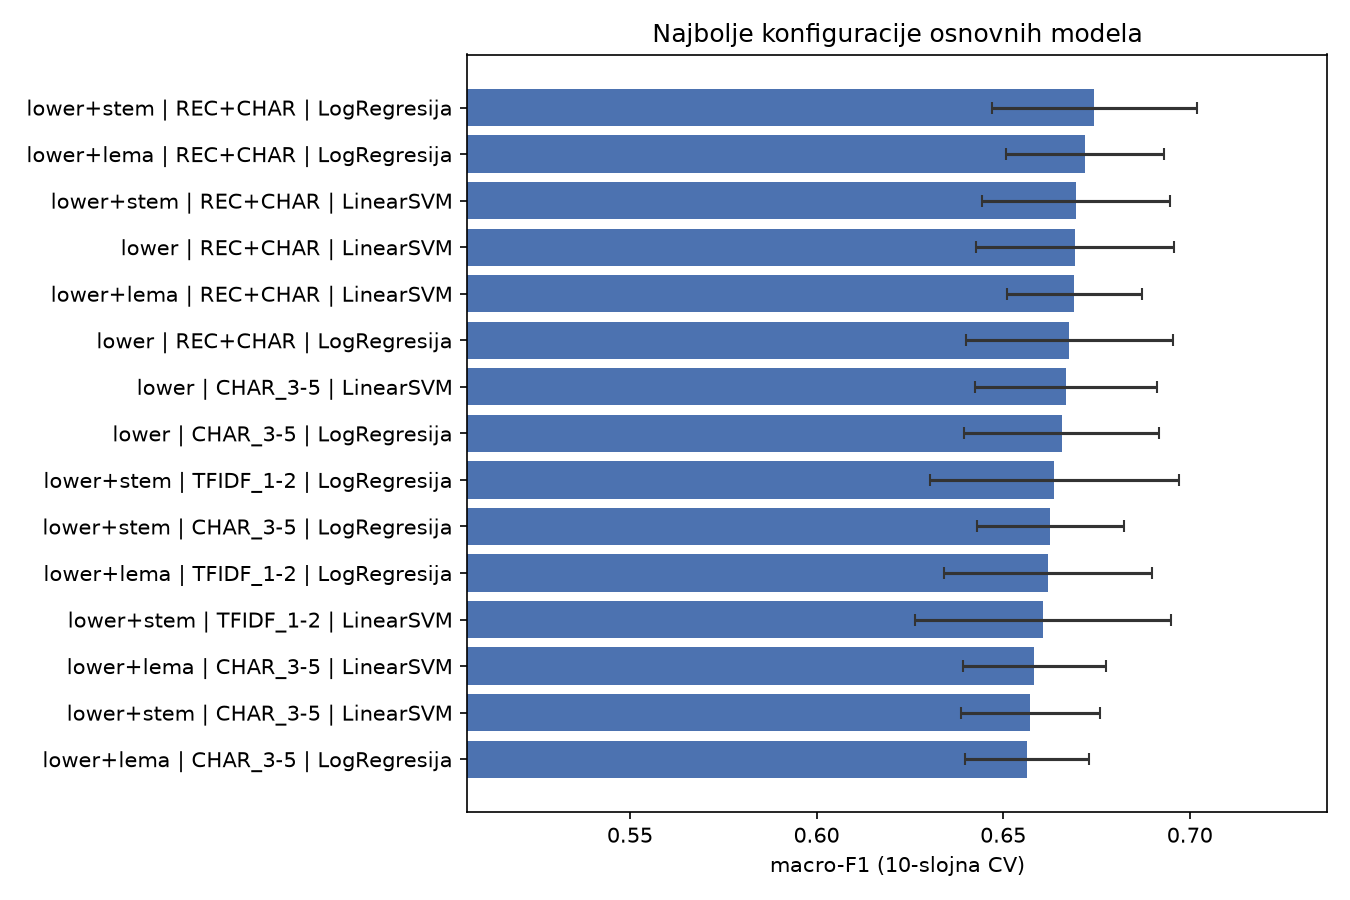 Najbolje konfiguracije osnovnih modela
lower+stem | REC+CHAR | LogRegresija
lower+lema | REC+CHAR | LogRegresija
lower+stem | REC+CHAR | LinearSVM
lower | REC+CHAR | LinearSVM
lower+lema | REC+CHAR | LinearSVM
lower | REC+CHAR | LogRegresija
lower | CHAR_3-5 | LinearSVM
lower | CHAR_3-5 | LogRegresija
lower+stem | TFIDF_1-2 | LogRegresija
lower+stem | CHAR_3-5 | LogRegresija
lower+lema | TFIDF_1-2 | LogRegresija
lower+stem | TFIDF_1-2 | LinearSVM
lower+lema | CHAR_3-5 | LinearSVM
lower+stem | CHAR_3-5 | LinearSVM
lower+lema | CHAR_3-5 | LogRegresija
0.55 0.60 0.65 0.70
macro-F1 (10-slojna CV)